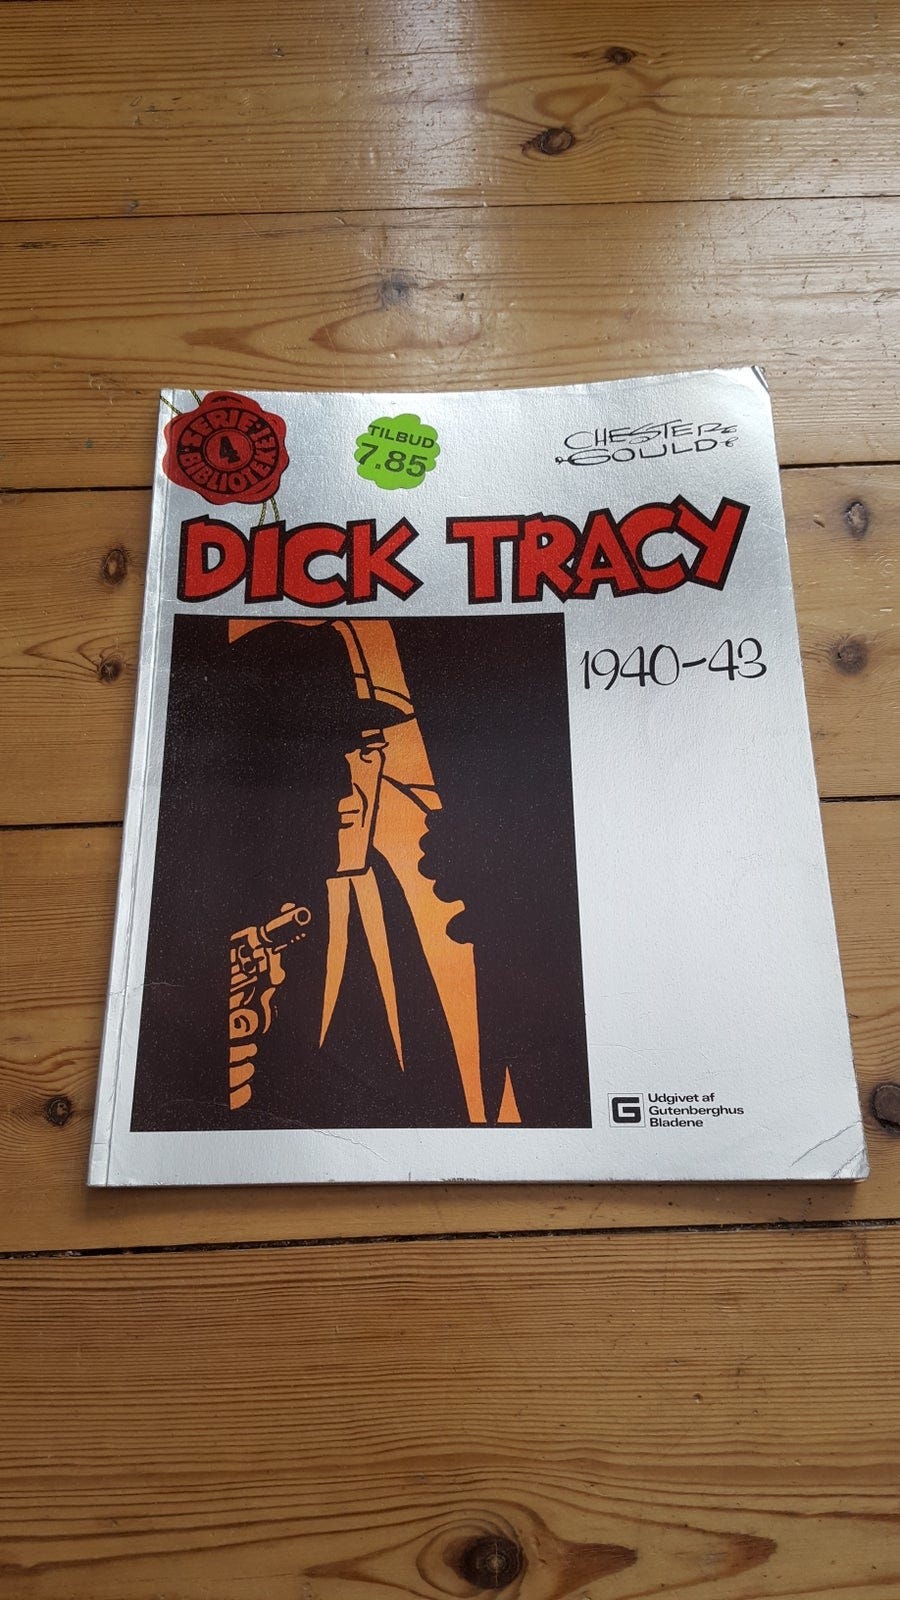 SERIE-
4
BIBLIOTEKET
TILBUD
7.85
CHESTER
GOULD
DICK TRACY
1940-43
G
Udgivet af
Gutenberghus
Bladene